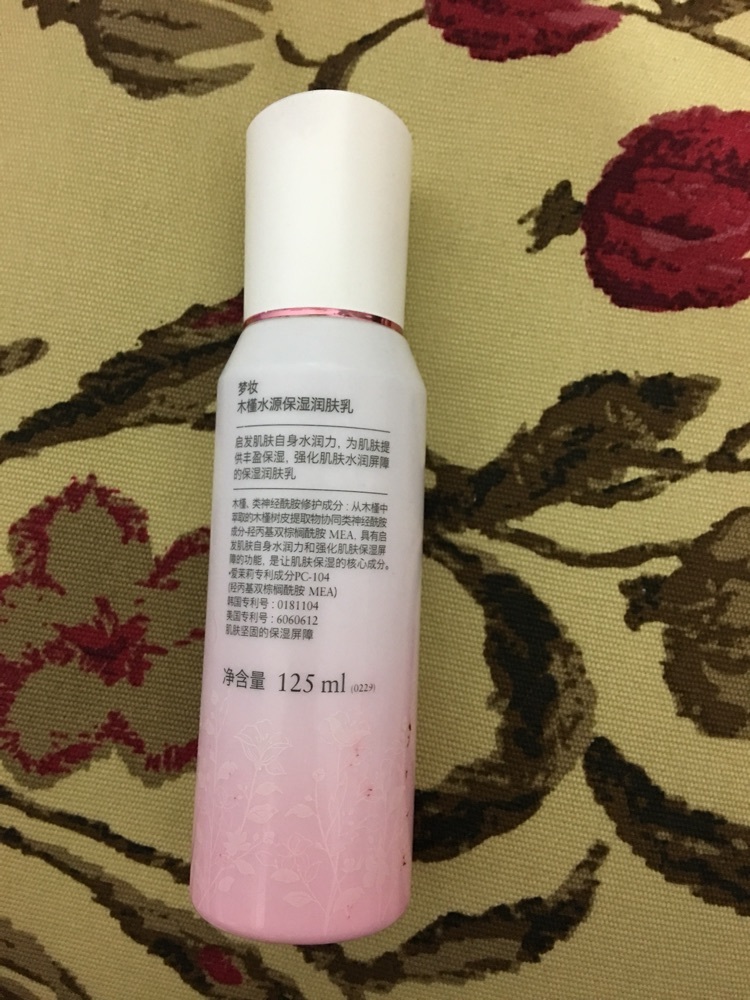 梦妆
木槿水源保湿润肤乳
启发肌肤自身水润力, 为肌肤提
供丰盈保湿, 强化肌肤水润屏障
的保湿润肤乳
木槿、类神经酰胺修护成分 : 从木槿中
萃取的木槿树皮提取物协同类神经酰胺
成分-羟丙基双棕榈酰胺 MEA, 具有启
发肌肤自身水润力和强化肌肤保湿屏
障的功能, 是让肌肤保湿的核心成分。
•爱茉莉专利成分PC-104
(羟丙基双棕榈酰胺 MEA)
韩国专利号 : 0181104
美国专利号 : 6060612
肌肤坚固的保湿屏障
净含量 125 ml (0229)